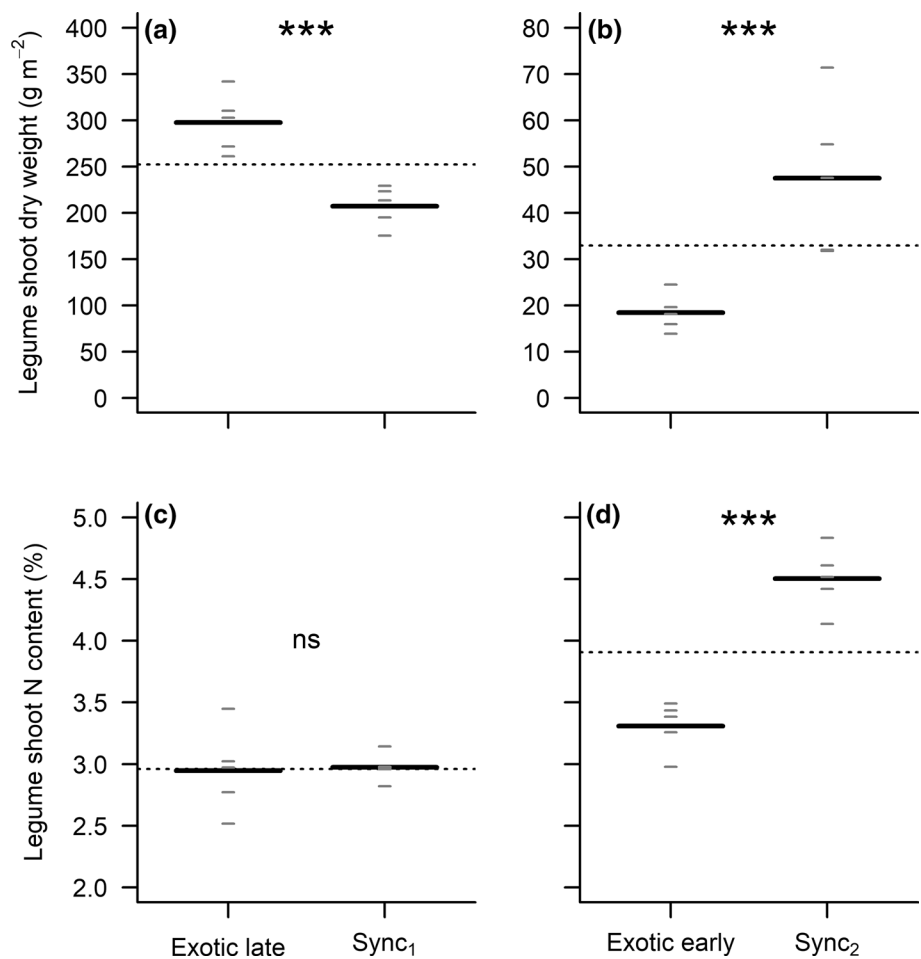 Legume shoot dry weight (g m⁻²)
(a)
***
400
350
300
250
200
150
100
50
0
(b)
***
80
70
60
50
40
30
20
10
0
Legume shoot N content (%)
(c)
ns
5.0
4.5
4.0
3.5
3.0
2.5
2.0
Exotic late
Sync₁
(d)
***
Exotic early
Sync₂